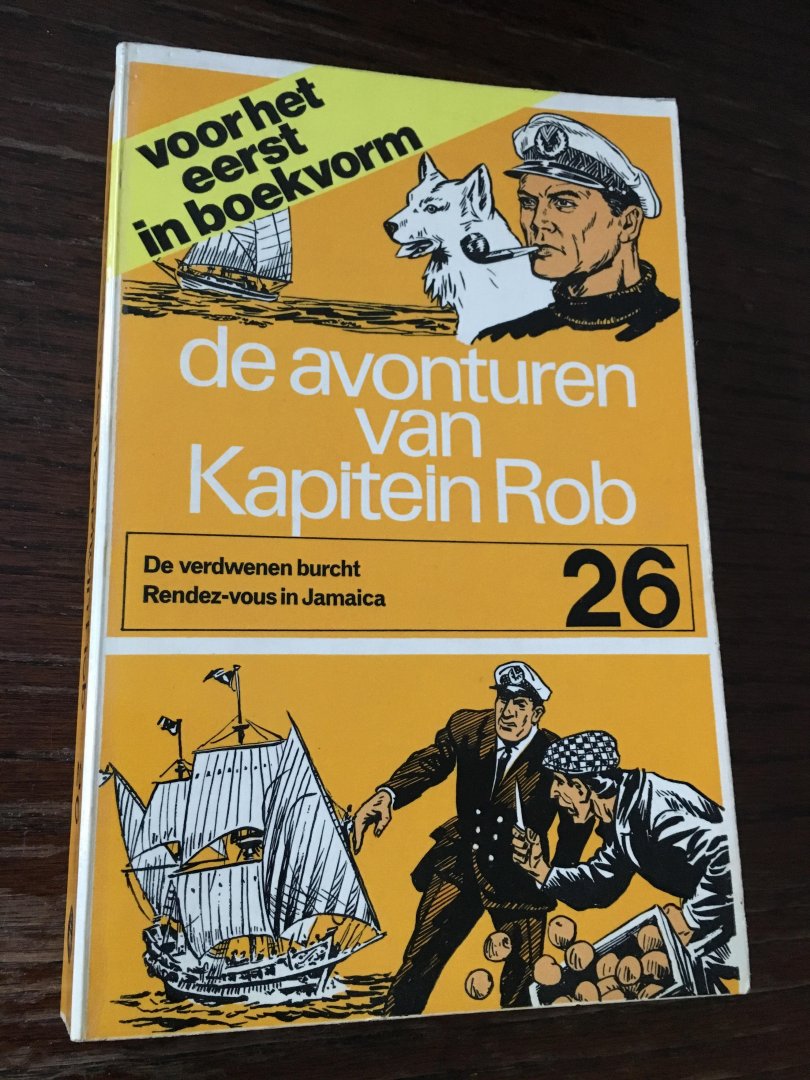 voor het
eerst
in boekvorm
de avonturen
van
Kapitein Rob
De verdwenen burcht
Rendez-vous in Jamaica
26